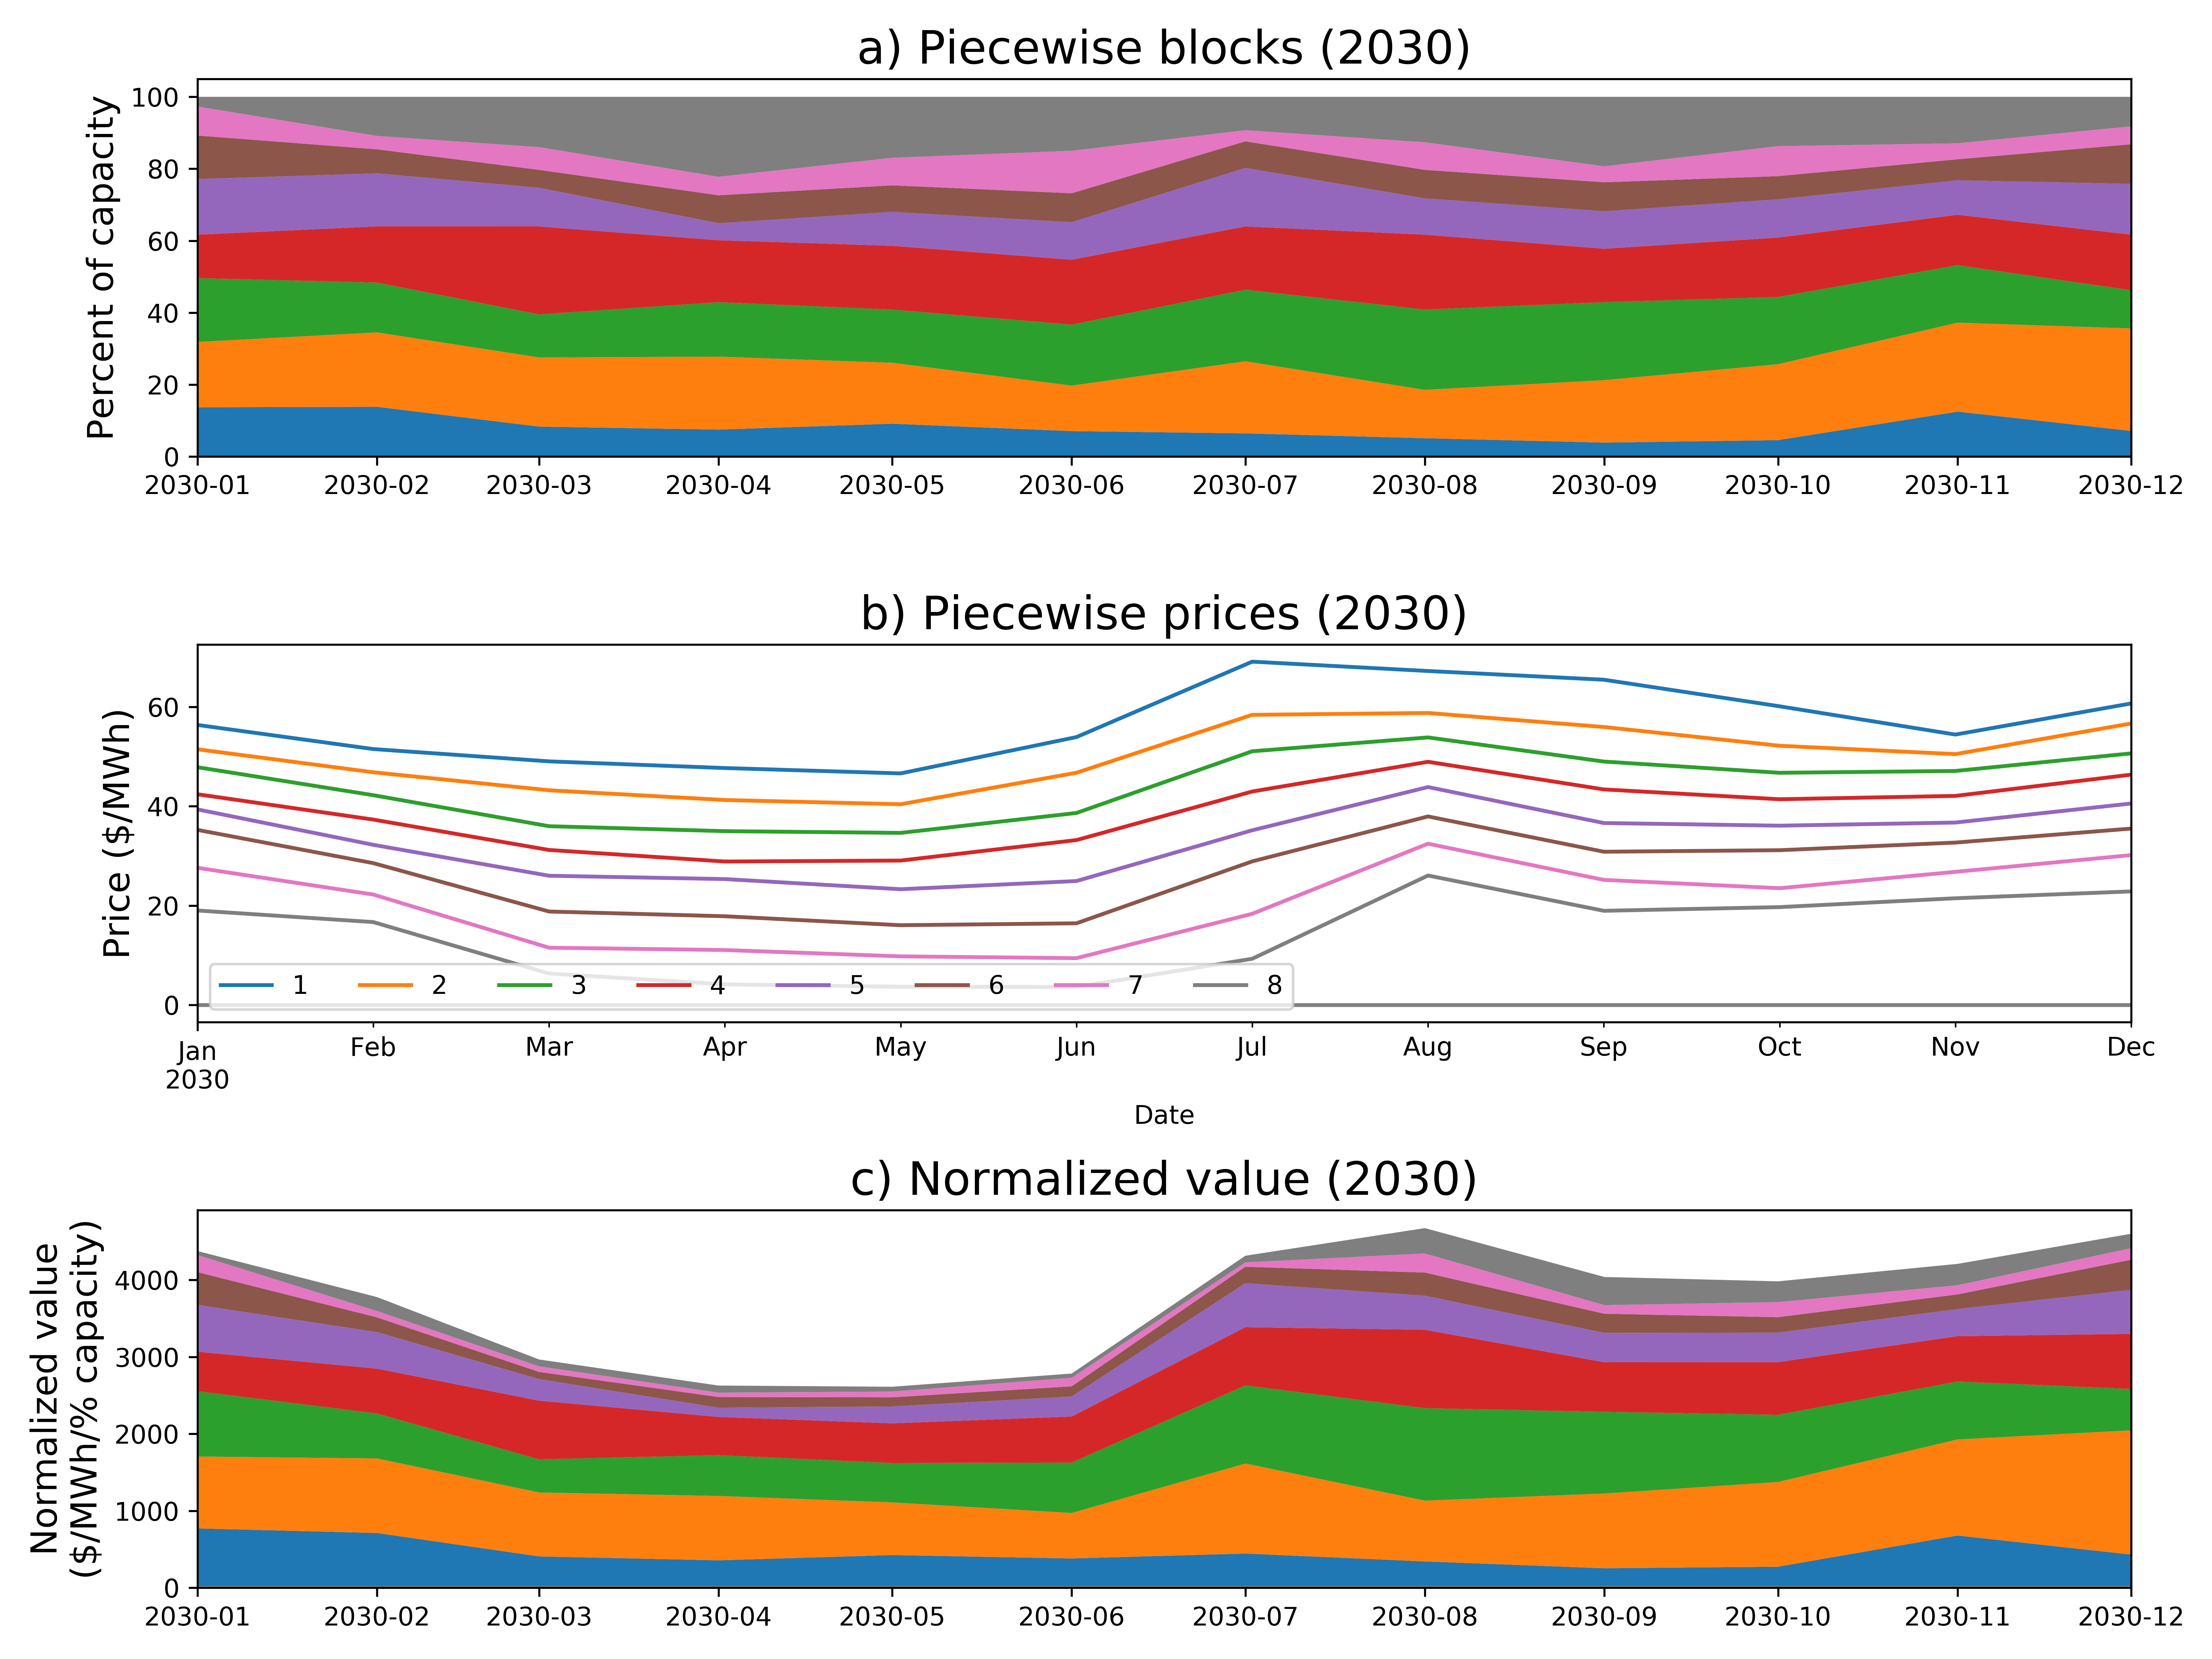 a) Piecewise blocks (2030)
Percent of capacity
100
80
60
40
20
0
2030-01 2030-02 2030-03 2030-04 2030-05 2030-06 2030-07 2030-08 2030-09 2030-10 2030-11 2030-12
b) Piecewise prices (2030)
Price ($/MWh)
60
40
20
0
1 2 3 4 5 6 7 8
Jan Feb Mar Apr May Jun Jul Aug Sep Oct Nov Dec
2030
Date
c) Normalized value (2030)
Normalized value
($/MWh/% capacity)
4000
3000
2000
1000
0
2030-01 2030-02 2030-03 2030-04 2030-05 2030-06 2030-07 2030-08 2030-09 2030-10 2030-11 2030-12